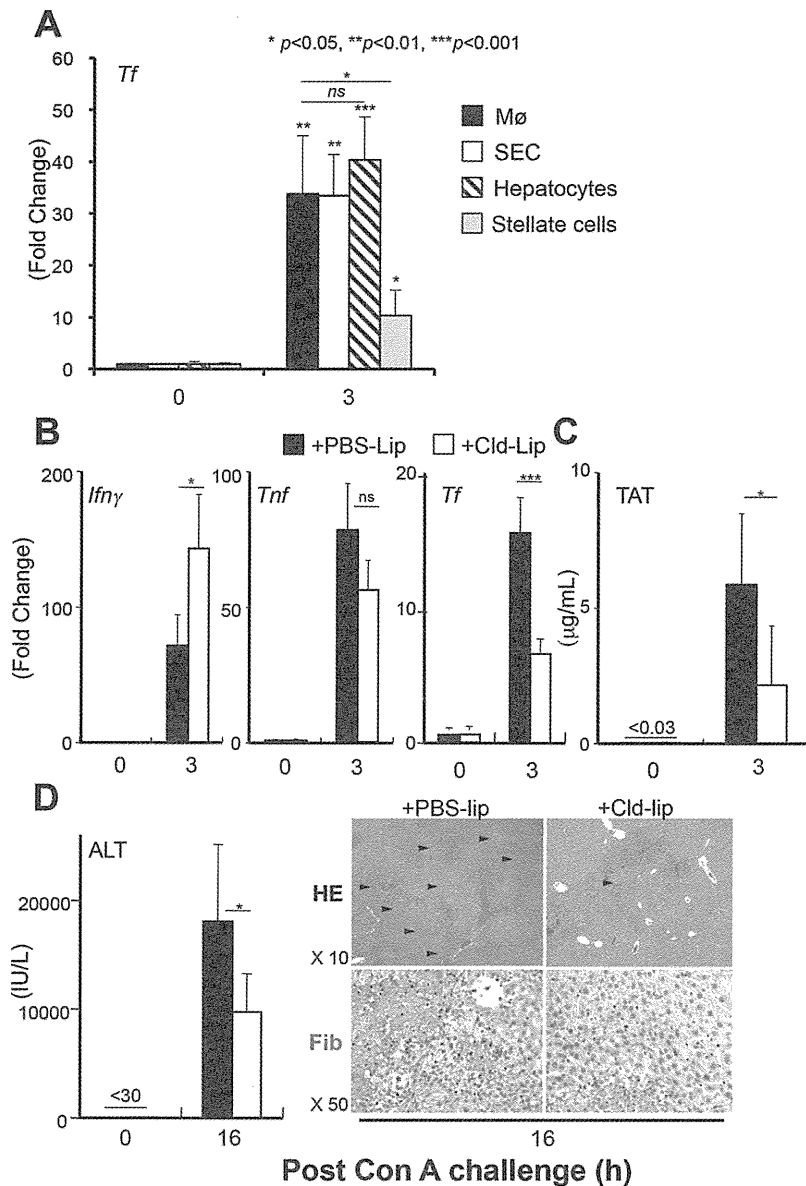 A
* p<0.05, **p<0.01, ***p<0.001
Tf
(Fold Change)
60
50
40
30
20
10
0
*
ns
**
**
***
*
0
3
Mø
SEC
Hepatocytes
Stellate cells
B
+PBS-Lip
+Cld-Lip
C
(Fold Change)
200
100
0
Ifnγ
*
0
3
100
50
0
Tnf
ns
0
3
20
10
0
Tf
***
0
3
(µg/mL)
10
5
0
TAT
*
<0.03
0
3
D
ALT
(IU/L)
20000
10000
0
*
<30
0
16
+PBS-lip
+Cld-lip
HE
X 10
Fib
X 50
16
Post Con A challenge (h)